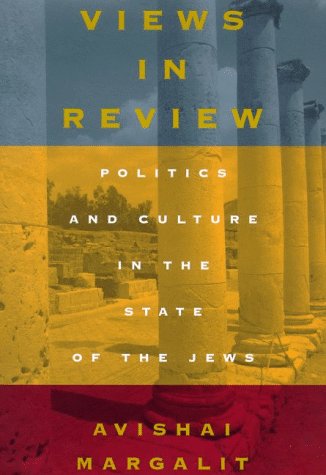 VIEWS
IN
REVIEW
POLITICS
AND CULTURE
IN THE
STATE
OF THE JEWS
AVISHAI
MARGALIT